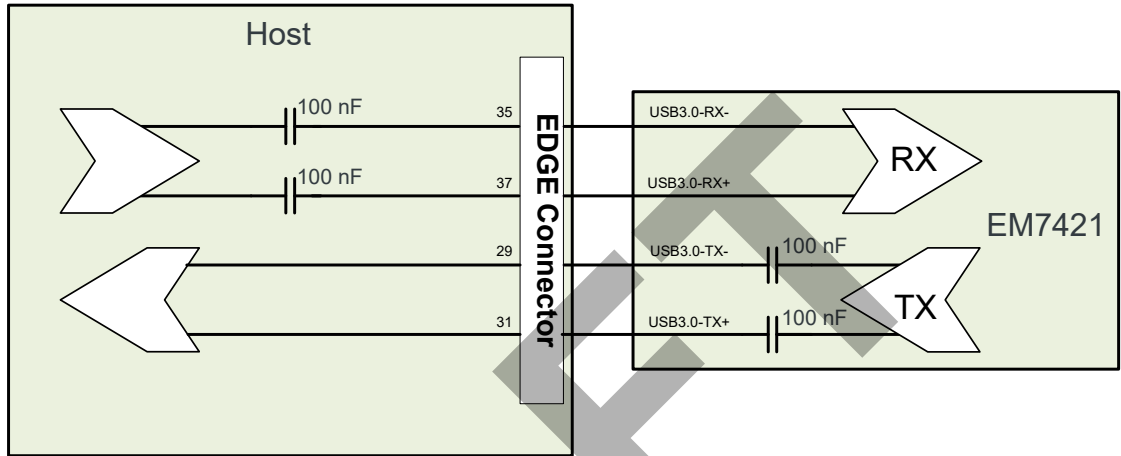 Host
100 nF
35
USB3.0-RX-
100 nF
37
USB3.0-RX+
RX
EDGE Connector
EM7421
29
USB3.0-TX-
100 nF
31
USB3.0-TX+
100 nF
TX